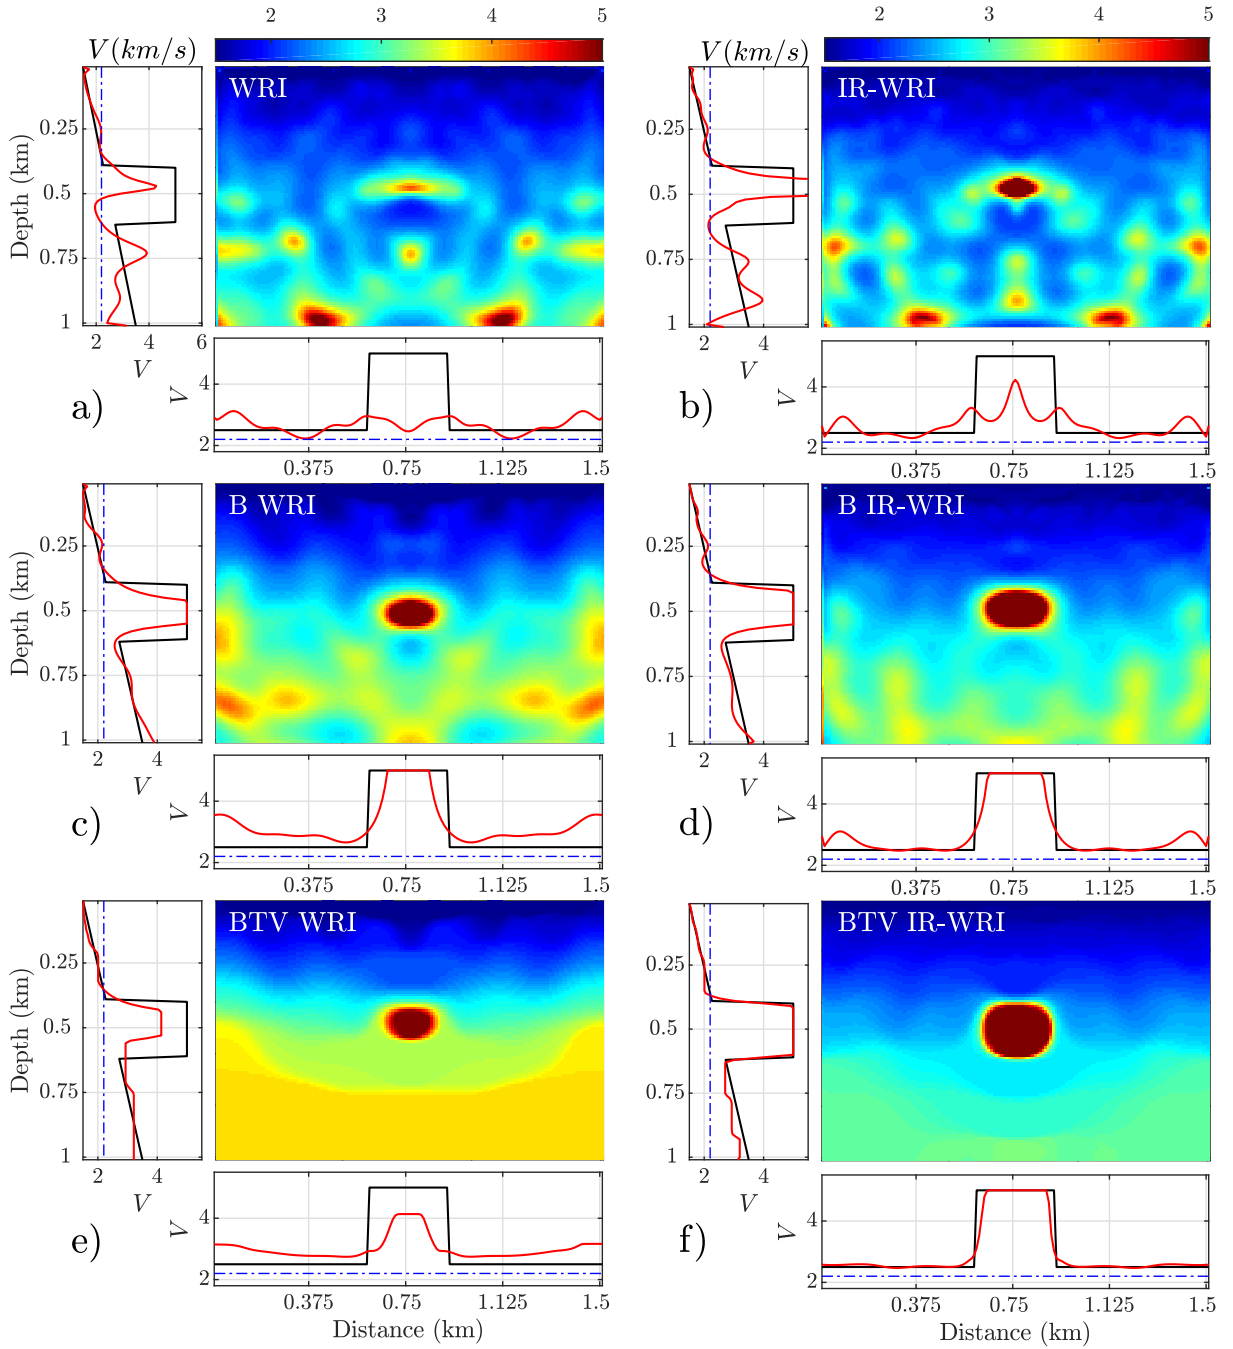 2 3 4 5
2 3 4 5
V(km/s)
V(km/s)
WRI
IR-WRI
Depth (km)
0.25
0.5
0.75
1
2 4
V
0.25
0.5
0.75
1
2 4
V
a)
6
4
2
V
0.375 0.75 1.125 1.5
b)
4
2
V
0.375 0.75 1.125 1.5
B WRI
B IR-WRI
Depth (km)
0.25
0.5
0.75
1
2 4
V
0.25
0.5
0.75
1
2 4
V
c)
4
2
V
0.375 0.75 1.125 1.5
d)
4
2
V
0.375 0.75 1.125 1.5
BTV WRI
BTV IR-WRI
Depth (km)
0.25
0.5
0.75
1
2 4
V
0.25
0.5
0.75
1
2 4
V
e)
4
2
V
0.375 0.75 1.125 1.5
Distance (km)
f)
4
2
V
0.375 0.75 1.125 1.5
Distance (km)